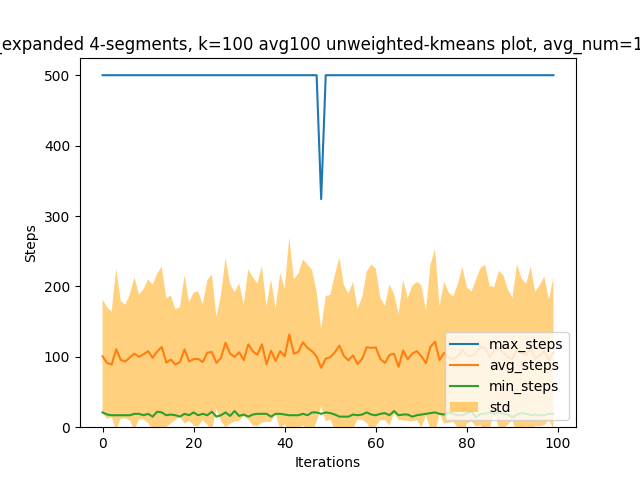 _expanded 4-segments, k=100 avg100 unweighted-kmeans plot, avg_num=1
500
400
300
200
100
0
Steps
0 20 40 60 80 100
Iterations
max_steps
avg_steps
min_steps
std